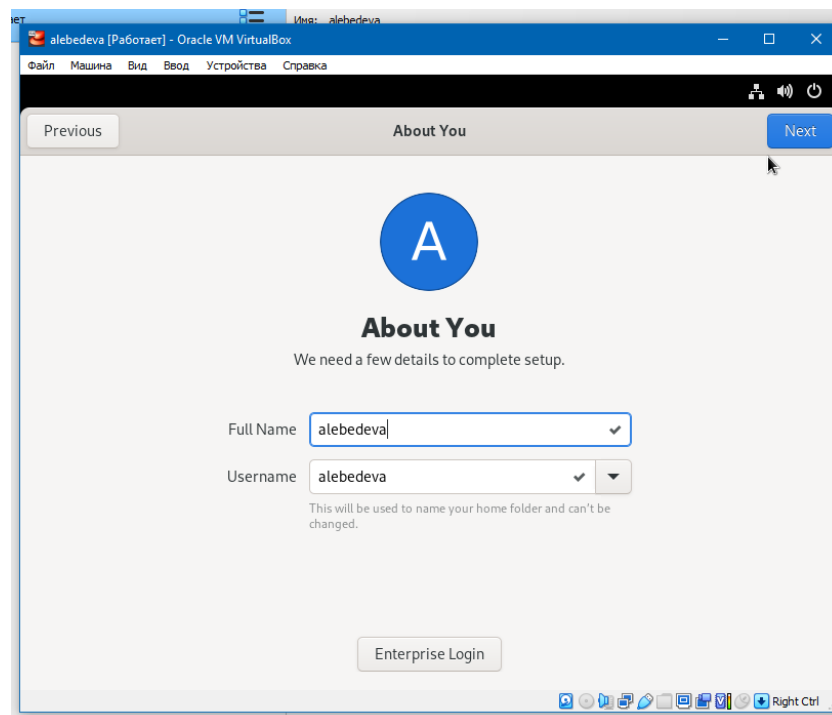 ает
Имя: alebedeva
alebedeva [Работает] - Oracle VM VirtualBox
Файл Машина Вид Ввод Устройства Справка
Previous About You Next
A
About You
We need a few details to complete setup.
Full Name alebedeva
Username alebedeva
This will be used to name your home folder and can't be
changed.
Enterprise Login
Right Ctrl